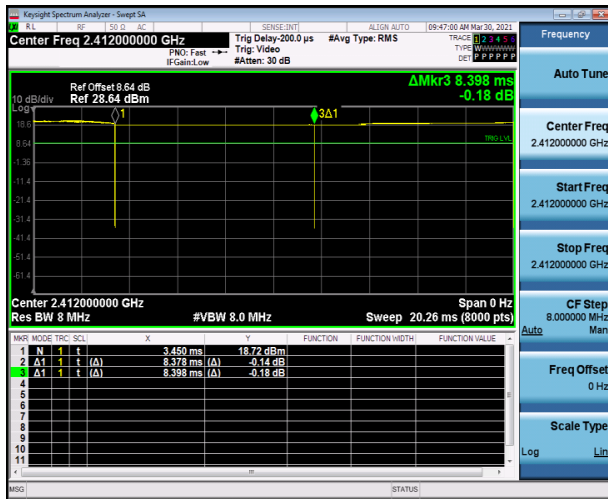 Keysight Spectrum Analyzer - Swept SA
RL RF 50 Ω AC SENSE:INT ALIGN AUTO 09:47:00 AM Mar 30, 2021
Center Freq 2.412000000 GHz
PNO: Fast
IFGain:Low
Trig Delay-200.0 µs
Trig: Video
#Atten: 30 dB
#Avg Type: RMS
TRACE 1 2 3 4 5 6
TYPE WWWWWW
DET P P P P P P
Frequency
Auto Tune
Center Freq
2.412000000 GHz
Start Freq
2.412000000 GHz
Stop Freq
2.412000000 GHz
CF Step
8.000000 MHz
Auto Man
Freq Offset
0 Hz
Scale Type
Log Lin
ΔMkr3 8.398 ms
-0.18 dB
Ref Offset 8.64 dB
10 dB/div Ref 28.64 dBm
Log
1
3Δ1
TRIG LVL
18.6
8.64
-1.36
-11.4
-21.4
-31.4
-41.4
-51.4
-61.4
Center 2.412000000 GHz Span 0 Hz
Res BW 8 MHz #VBW 8.0 MHz Sweep 20.26 ms (8000 pts)
MKR MODE TRC SCL X Y FUNCTION FUNCTION WIDTH FUNCTION VALUE
1 N 1 t 3.450 ms 18.72 dBm
2 Δ1 1 t (Δ) 8.378 ms (Δ) -0.14 dB
3 Δ1 1 t (Δ) 8.398 ms (Δ) -0.18 dB
4
5
6
7
8
9
10
11
MSG STATUS